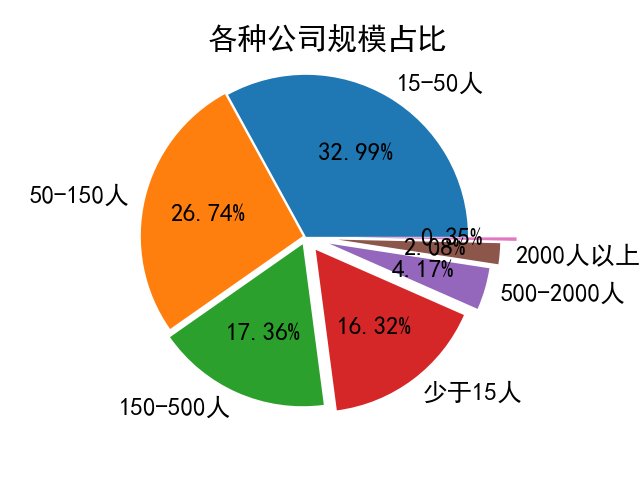 各种公司规模占比
15-50人
32.99%
50-150人
26.74%
0.35%
2.08%
2000人以上
4.17%
500-2000人
17.36%
16.32%
少于15人
150-500人